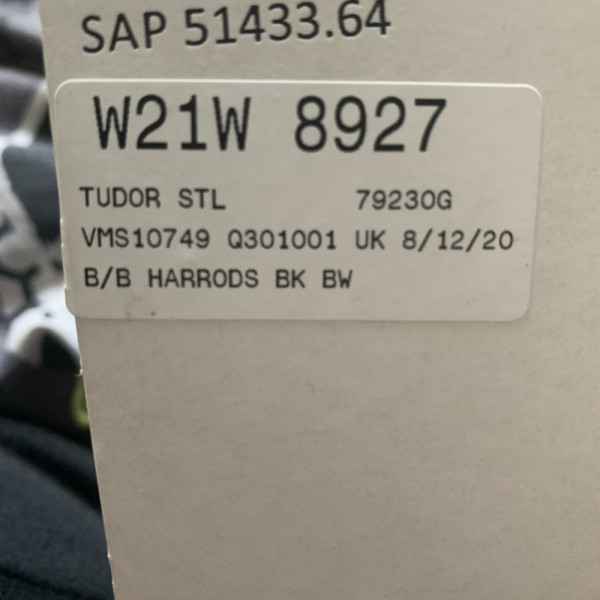 SAP 51433.64
W21W 8927
TUDOR STL 79230G
VMS10749 Q301001 UK 8/12/20
B/B HARRODS BK BW